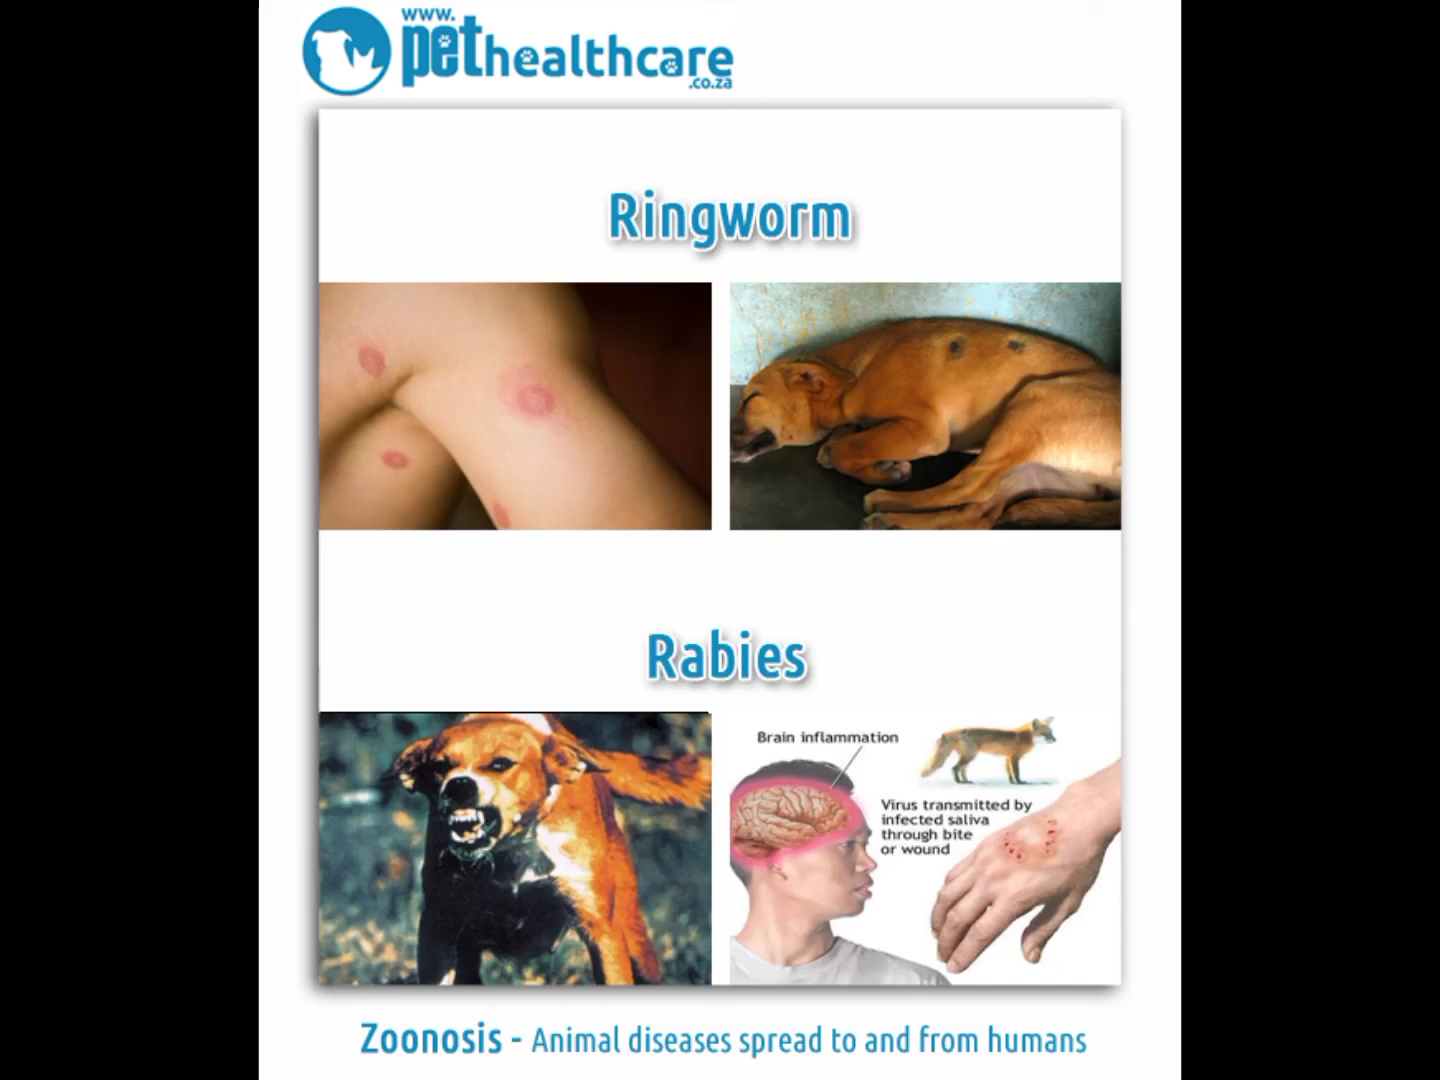 www.
pethealthcare
.co.za
Ringworm
Rabies
Brain inflammation
Virus transmitted by
infected saliva
through bite
or wound
Zoonosis - Animal diseases spread to and from humans